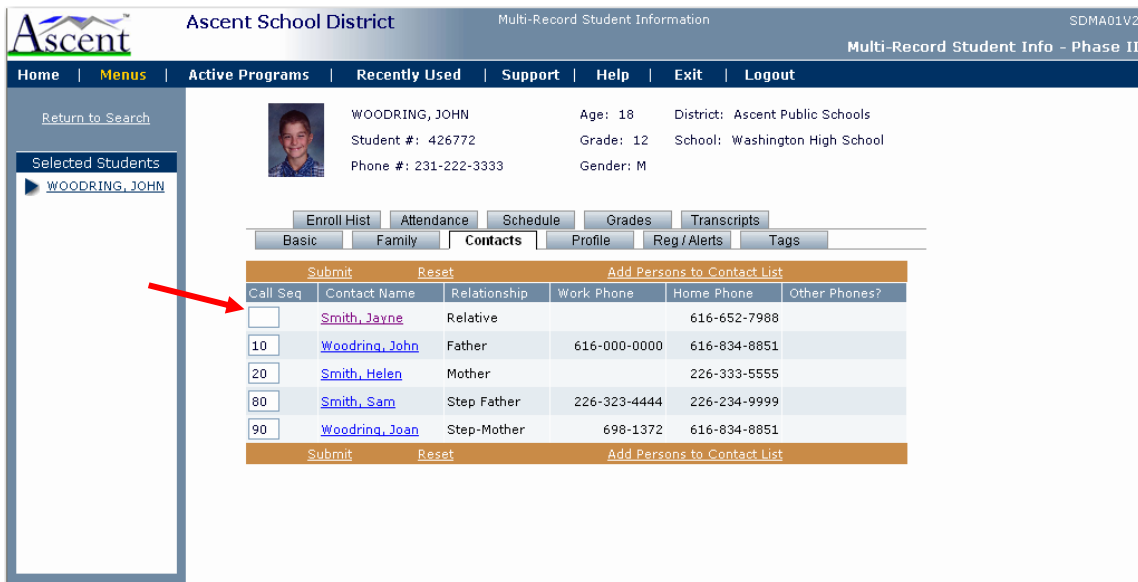 Ascent
Ascent School District
Multi-Record Student Information
SDMA01V2
Multi-Record Student Info - Phase II
Home | Menus | Active Programs | Recently Used | Support | Help | Exit | Logout
Return to Search
Selected Students
WOODRING, JOHN
WOODRING, JOHN Age: 18 District: Ascent Public Schools
Student #: 426772 Grade: 12 School: Washington High School
Phone #: 231-222-3333 Gender: M
Enroll Hist Attendance Schedule Grades Transcripts
Basic Family Contacts Profile Reg / Alerts Tags
Submit Reset Add Persons to Contact List
Call Seq Contact Name Relationship Work Phone Home Phone Other Phones?
Smith, Jayne Relative 616-652-7988
10 Woodring, John Father 616-000-0000 616-834-8851
20 Smith, Helen Mother 226-333-5555
80 Smith, Sam Step Father 226-323-4444 226-234-9999
90 Woodring, Joan Step-Mother 698-1372 616-834-8851
Submit Reset Add Persons to Contact List